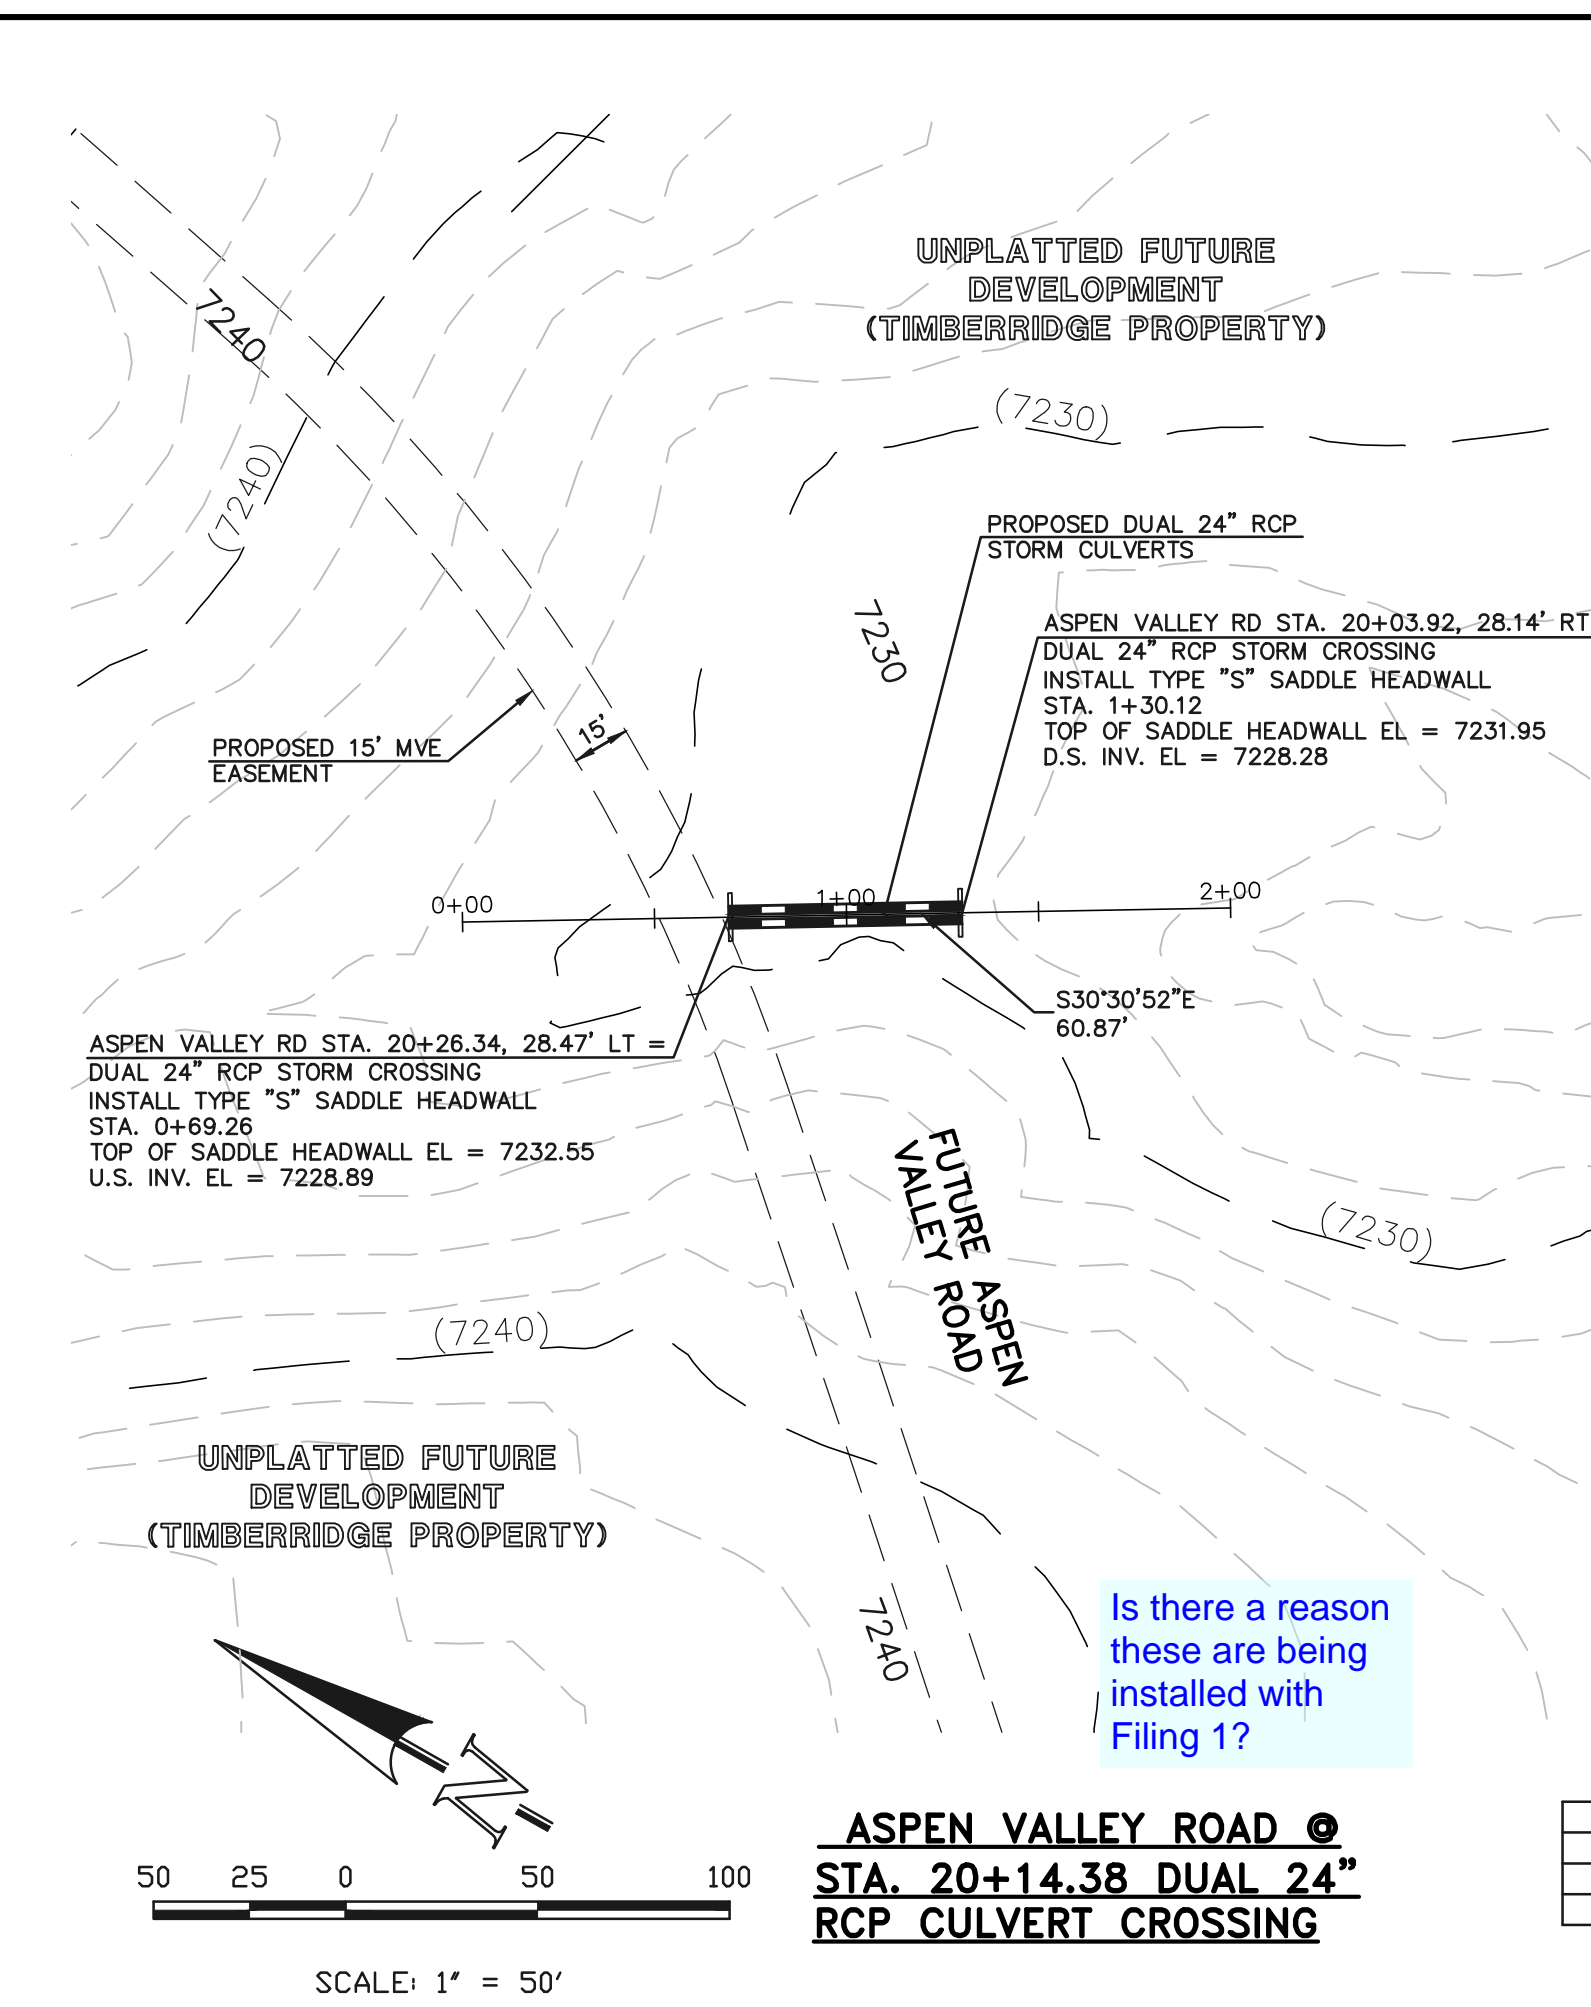 UNPLATTED FUTURE
DEVELOPMENT
(TIMBERRIDGE PROPERTY)
7240
(7240)
(7230)
PROPOSED DUAL 24" RCP
STORM CULVERTS
7230
ASPEN VALLEY RD STA. 20+03.92, 28.14' RT
DUAL 24" RCP STORM CROSSING
INSTALL TYPE "S" SADDLE HEADWALL
STA. 1+30.12
TOP OF SADDLE HEADWALL EL = 7231.95
D.S. INV. EL = 7228.28
PROPOSED 15' MVE
EASEMENT
15'
0+00
1+00
2+00
S30°30'52"E
60.87'
ASPEN VALLEY RD STA. 20+26.34, 28.47' LT =
DUAL 24" RCP STORM CROSSING
INSTALL TYPE "S" SADDLE HEADWALL
STA. 0+69.26
TOP OF SADDLE HEADWALL EL = 7232.55
U.S. INV. EL = 7228.89
FUTURE ASPEN
VALLEY ROAD
(7230)
(7240)
UNPLATTED FUTURE
DEVELOPMENT
(TIMBERRIDGE PROPERTY)
7240
Is there a reason
these are being
installed with
Filing 1?
N
ASPEN VALLEY ROAD @
STA. 20+14.38 DUAL 24"
RCP CULVERT CROSSING
50 25 0 50 100
SCALE: 1" = 50'